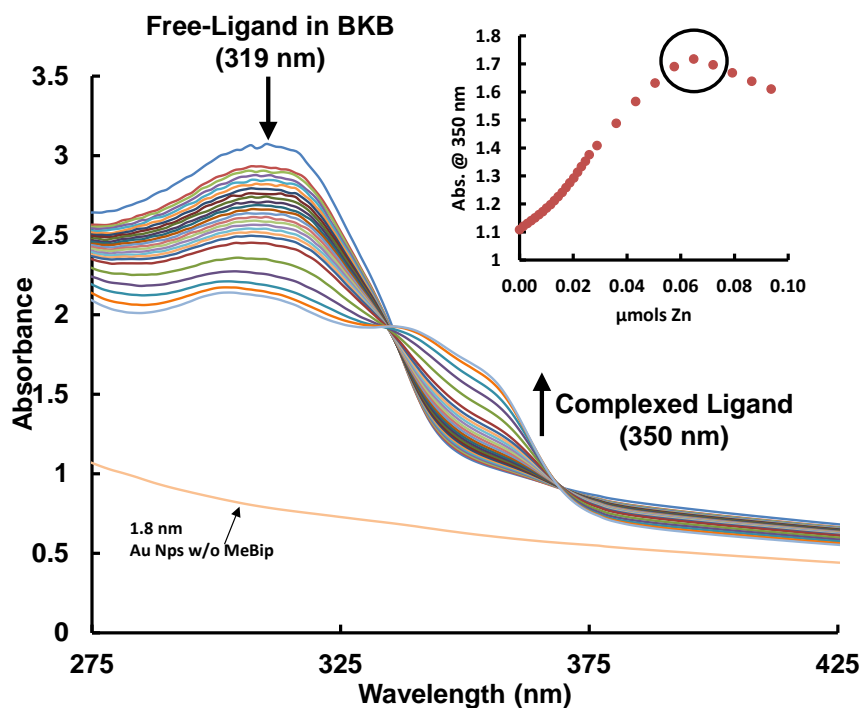 Free-Ligand in BKB
(319 nm)
3.5
3
2.5
2
1.5
1
0.5
0
Absorbance
275
325
375
425
Wavelength (nm)
Complexed Ligand
(350 nm)
1.8 nm
Au Nps w/o MeBip
1.8
1.7
1.6
1.5
1.4
1.3
1.2
1.1
1
Abs. @ 350 nm
0.00
0.02
0.04
0.06
0.08
0.10
µmols Zn